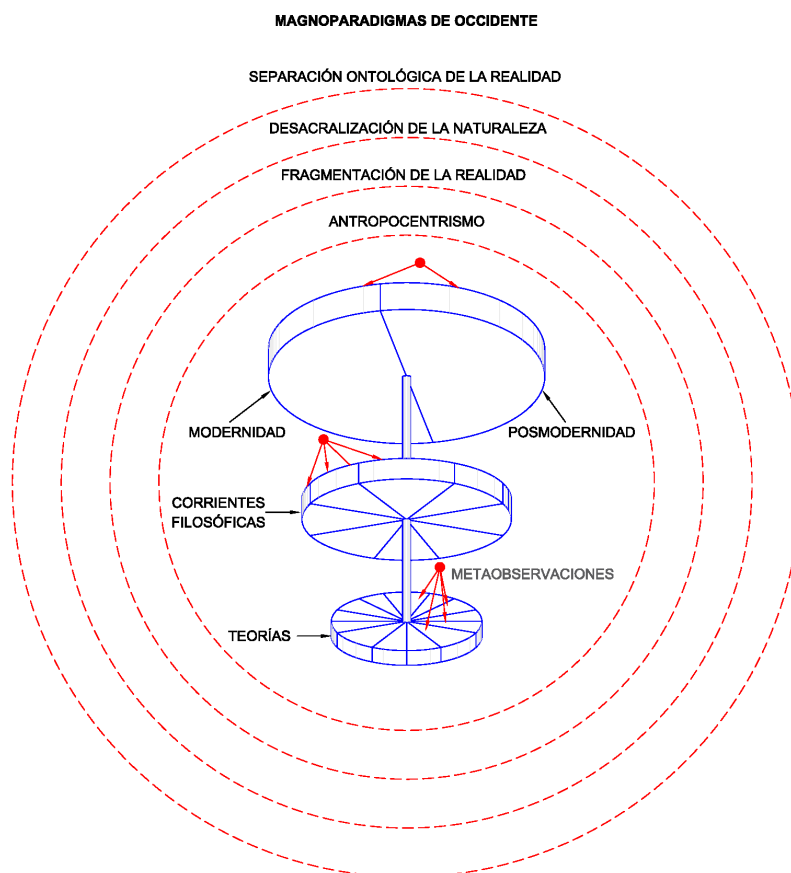 MAGNOPARADIGMAS DE OCCIDENTE
SEPARACIÓN ONTOLÓGICA DE LA REALIDAD
DESACRALIZACIÓN DE LA NATURALEZA
FRAGMENTACIÓN DE LA REALIDAD
ANTROPOCENTRISMO
MODERNIDAD
POSMODERNIDAD
CORRIENTES
FILOSÓFICAS
METAOBSERVACIONES
TEORÍAS